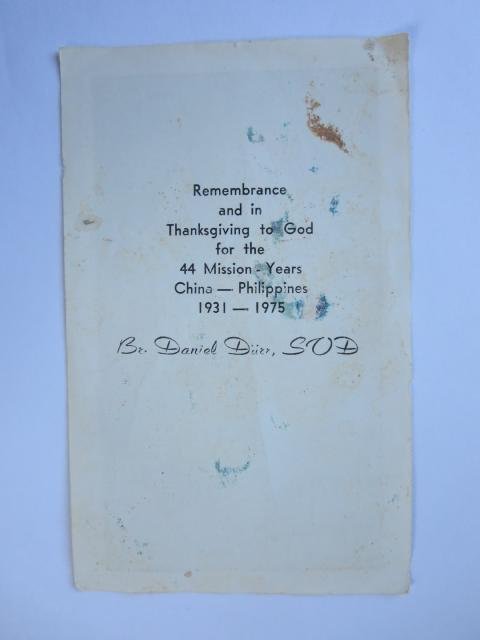 Remembrance
and in
Thanksgiving to God
for the
44 Mission - Years
China — Philippines
1931 — 1975
Br. Daniel Dürr, SVD